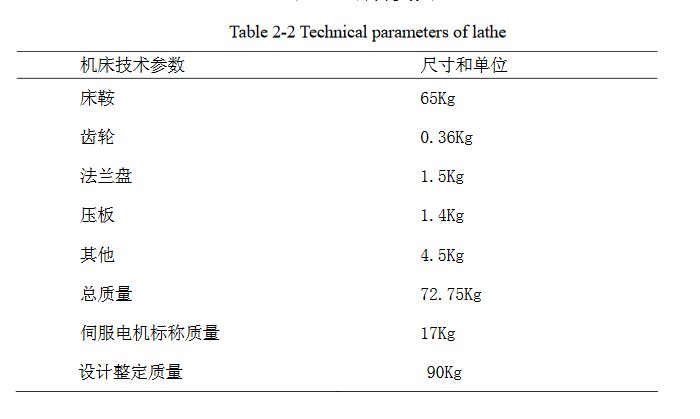 Table 2-2 Technical parameters of lathe
机床技术参数 尺寸和单位
床鞍 65Kg
齿轮 0.36Kg
法兰盘 1.5Kg
压板 1.4Kg
其他 4.5Kg
总质量 72.75Kg
伺服电机标称质量 17Kg
设计整定质量 90Kg